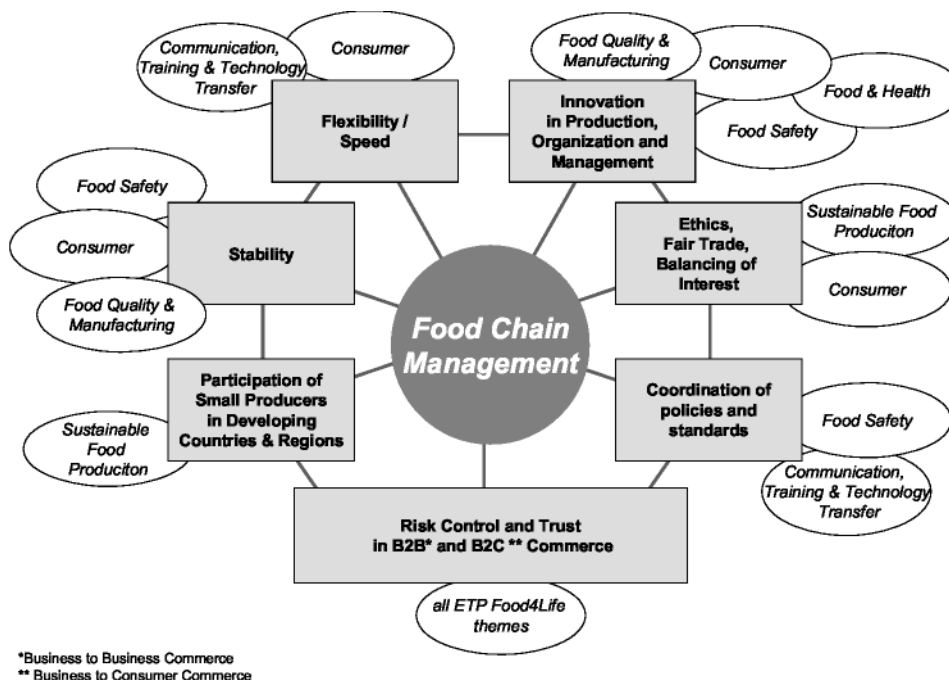 Communication,
Training & Technology
Transfer
Consumer
Food Quality &
Manufacturing
Consumer
Food & Health
Food Safety
Flexibility /
Speed
Innovation
in Production,
Organization and
Management
Food Safety
Consumer
Food Quality &
Manufacturing
Stability
Ethics,
Fair Trade,
Balancing of
Interest
Sustainable Food
Produciton
Consumer
Food Chain
Management
Participation of
Small Producers
in Developing
Countries & Regions
Sustainable
Food
Produciton
Coordination of
policies and
standards
Food Safety
Communication,
Training & Technology
Transfer
Risk Control and Trust
in B2B* and B2C ** Commerce
all ETP Food4Life
themes
*Business to Business Commerce
** Business to Consumer Commerce